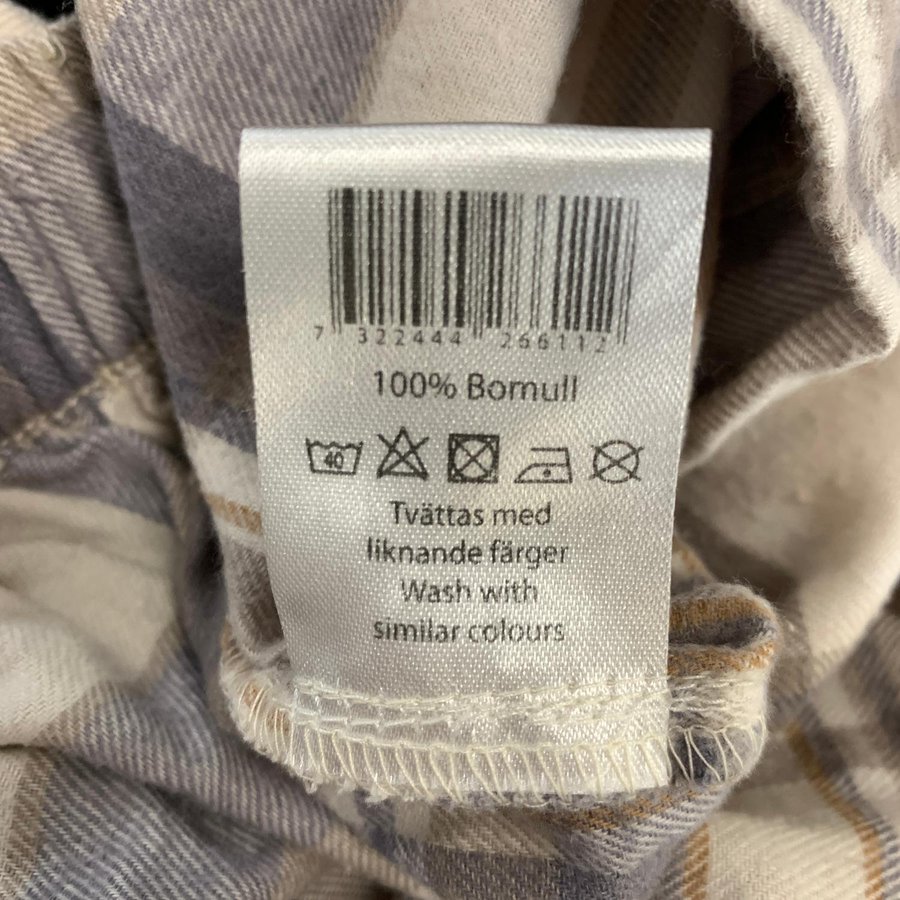 7 322444 266112
100% Bomull
40
Tvättas med
liknande färger
Wash with
similar colours